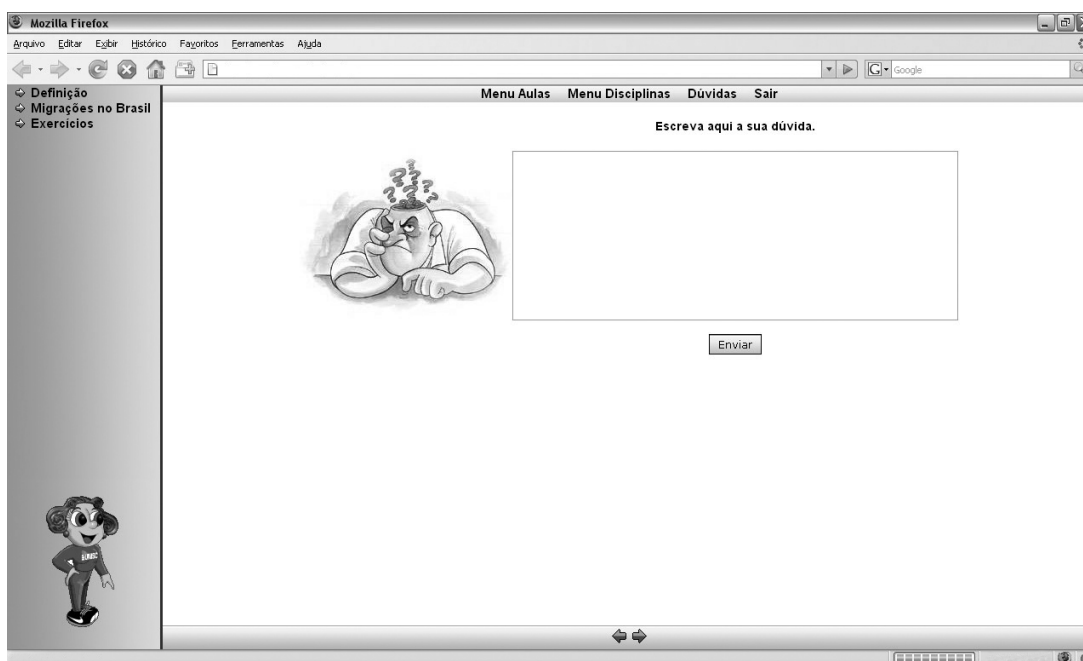 Mozilla Firefox
Arquivo Editar Exibir Histórico Favoritos Ferramentas Ajuda
G Google
Definição
Migrações no Brasil
Exercícios
Menu Aulas Menu Disciplinas Dúvidas Sair
Escreva aqui a sua dúvida.
Enviar